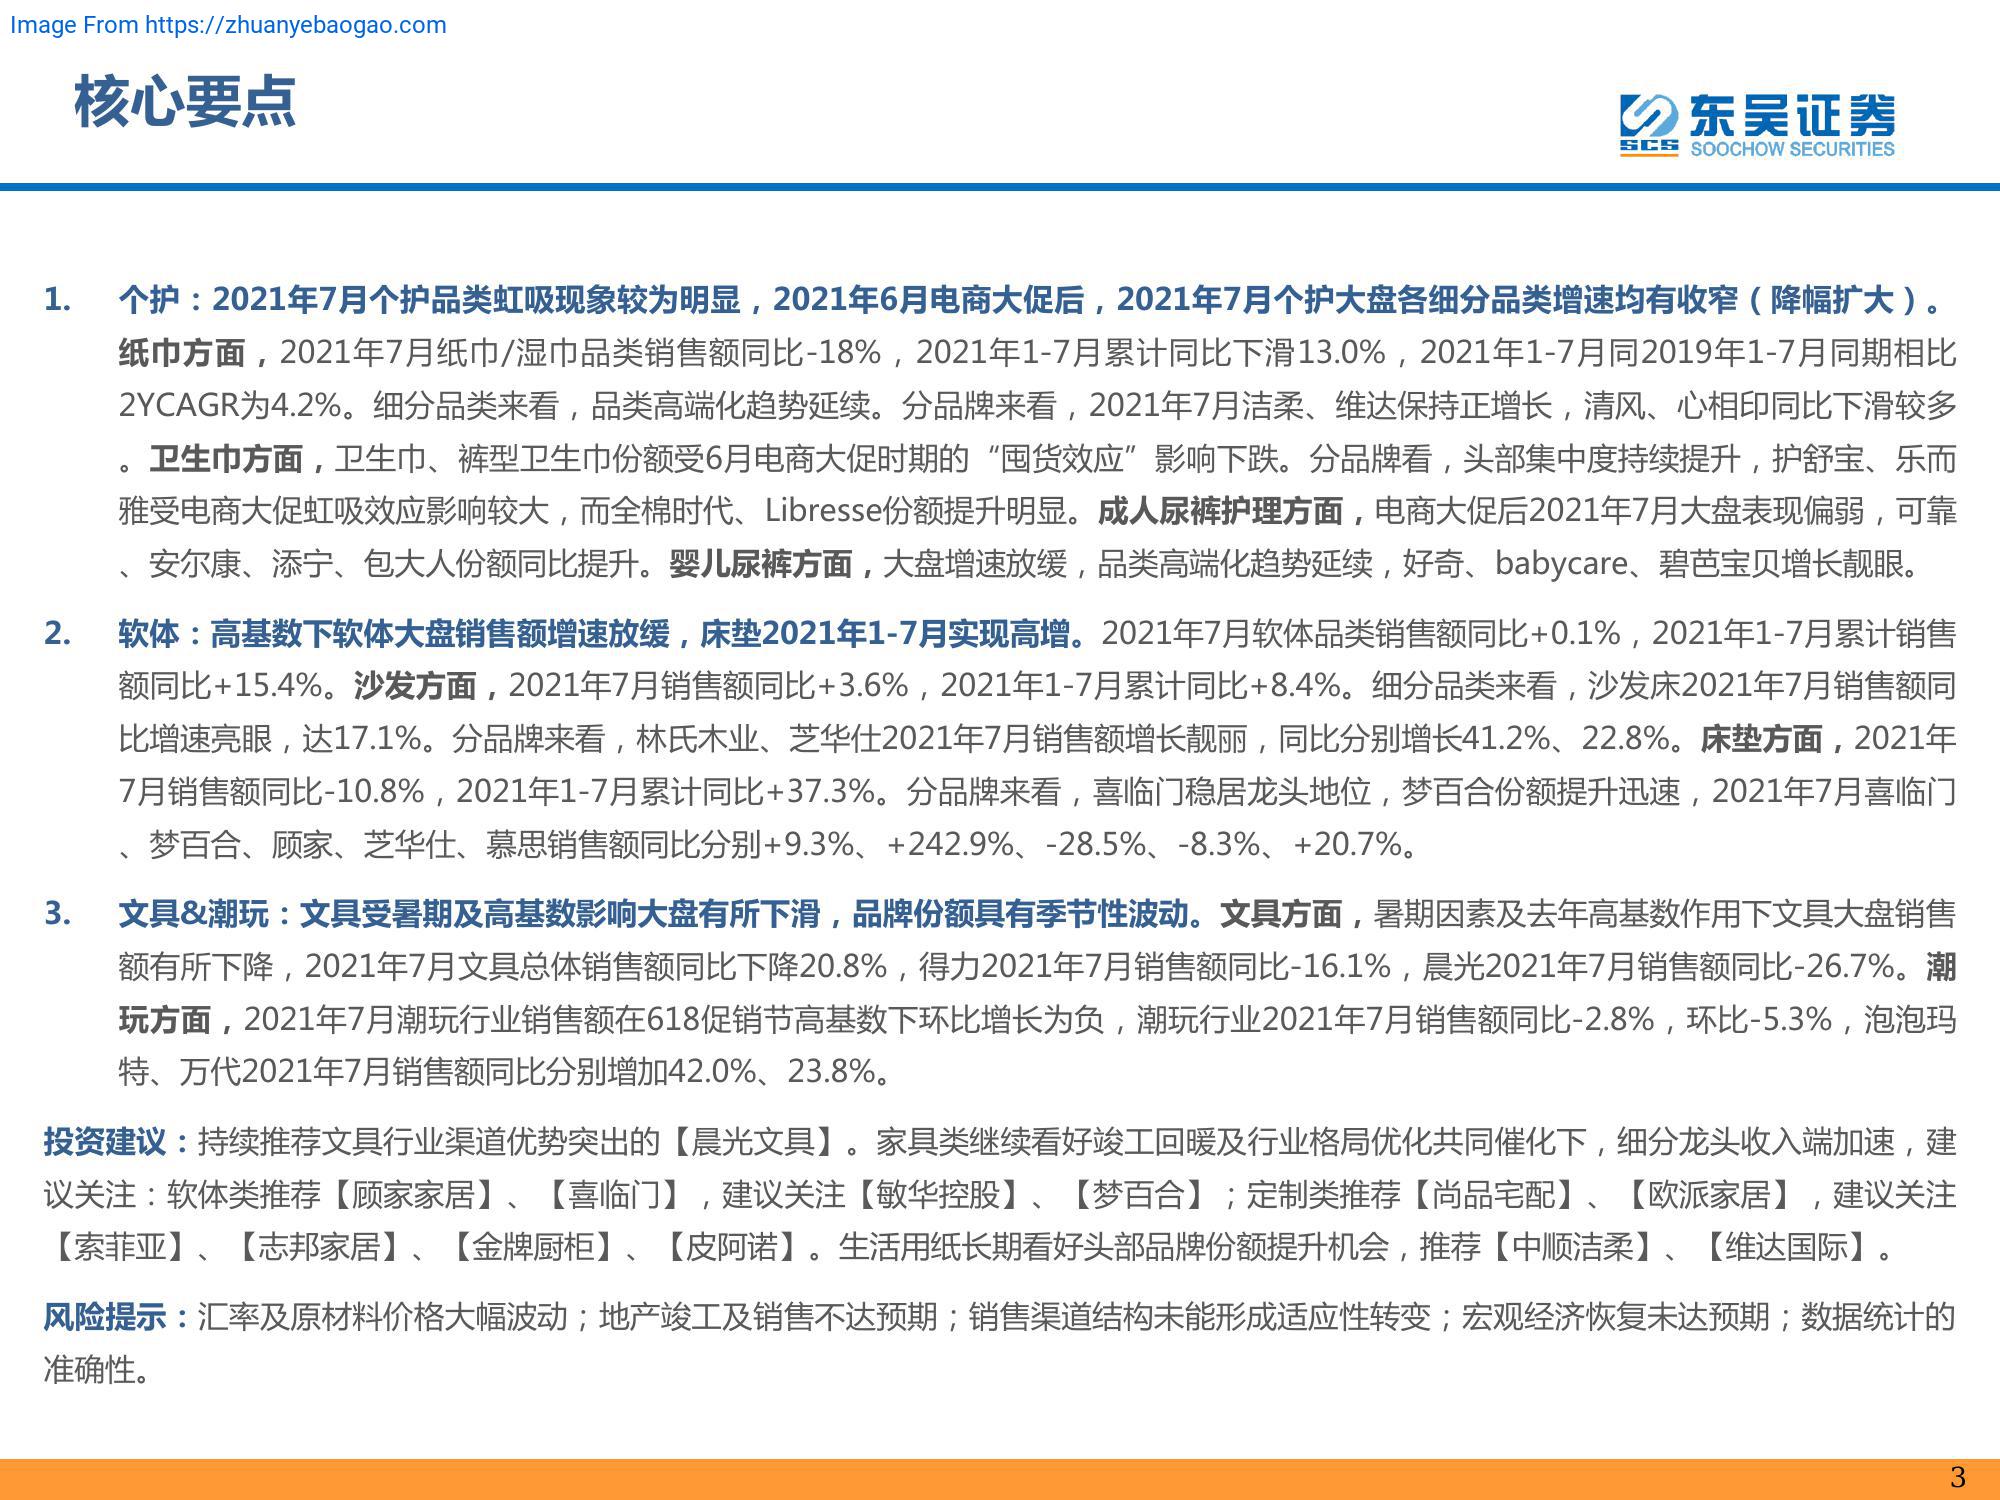 Image From https://zhuanyebaogao.com
核心要点
东吴证券
SCS
SOOCHOW SECURITIES
1. 个护：2021年7月个护品类虹吸现象较为明显，2021年6月电商大促后，2021年7月个护大盘各细分品类增速均有收窄（降幅扩大）。
纸巾方面，2021年7月纸巾/湿巾品类销售额同比-18%，2021年1-7月累计同比下滑13.0%，2021年1-7月同2019年1-7月同期相比
2YCAGR为4.2%。细分品类来看，品类高端化趋势延续。分品牌来看，2021年7月洁柔、维达保持正增长，清风、心相印同比下滑较多
。卫生巾方面，卫生巾、裤型卫生巾份额受6月电商大促时期的“囤货效应”影响下跌。分品牌看，头部集中度持续提升，护舒宝、乐而
雅受电商大促虹吸效应影响较大，而全棉时代、Libresse份额提升明显。成人尿裤护理方面，电商大促后2021年7月大盘表现偏弱，可靠
、安尔康、添宁、包大人份额同比提升。婴儿尿裤方面，大盘增速放缓，品类高端化趋势延续，好奇、babycare、碧芭宝贝增长靓眼。
2. 软体：高基数下软体大盘销售额增速放缓，床垫2021年1-7月实现高增。2021年7月软体品类销售额同比+0.1%，2021年1-7月累计销售
额同比+15.4%。沙发方面，2021年7月销售额同比+3.6%，2021年1-7月累计同比+8.4%。细分品类来看，沙发床2021年7月销售额同
比增速亮眼，达17.1%。分品牌来看，林氏木业、芝华仕2021年7月销售额增长靓丽，同比分别增长41.2%、22.8%。床垫方面，2021年
7月销售额同比-10.8%，2021年1-7月累计同比+37.3%。分品牌来看，喜临门稳居龙头地位，梦百合份额提升迅速，2021年7月喜临门
、梦百合、顾家、芝华仕、慕思销售额同比分别+9.3%、+242.9%、-28.5%、-8.3%、+20.7%。
3. 文具&潮玩：文具受暑期及高基数影响大盘有所下滑，品牌份额具有季节性波动。文具方面，暑期因素及去年高基数作用下文具大盘销售
额有所下降，2021年7月文具总体销售额同比下降20.8%，得力2021年7月销售额同比-16.1%，晨光2021年7月销售额同比-26.7%。潮
玩方面，2021年7月潮玩行业销售额在618促销节高基数下环比增长为负，潮玩行业2021年7月销售额同比-2.8%，环比-5.3%，泡泡玛
特、万代2021年7月销售额同比分别增加42.0%、23.8%。
投资建议：持续推荐文具行业渠道优势突出的【晨光文具】。家具类继续看好竣工回暖及行业格局优化共同催化下，细分龙头收入端加速，建
议关注：软体类推荐【顾家家居】、【喜临门】，建议关注【敏华控股】、【梦百合】；定制类推荐【尚品宅配】、【欧派家居】，建议关注
【索菲亚】、【志邦家居】、【金牌厨柜】、【皮阿诺】。生活用纸长期看好头部品牌份额提升机会，推荐【中顺洁柔】、【维达国际】。
风险提示：汇率及原材料价格大幅波动；地产竣工及销售不达预期；销售渠道结构未能形成适应性转变；宏观经济恢复未达预期；数据统计的
准确性。
3